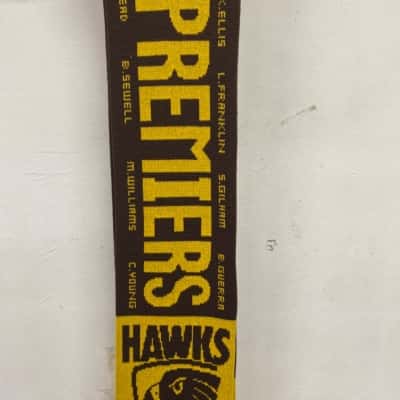 K.ELLIS
L.FRANKLIN
S.GILHAM
B.GUERRA
PREMIERS
B.SEWELL
M.WILLIAMS
C.YOUNG
HAWKS